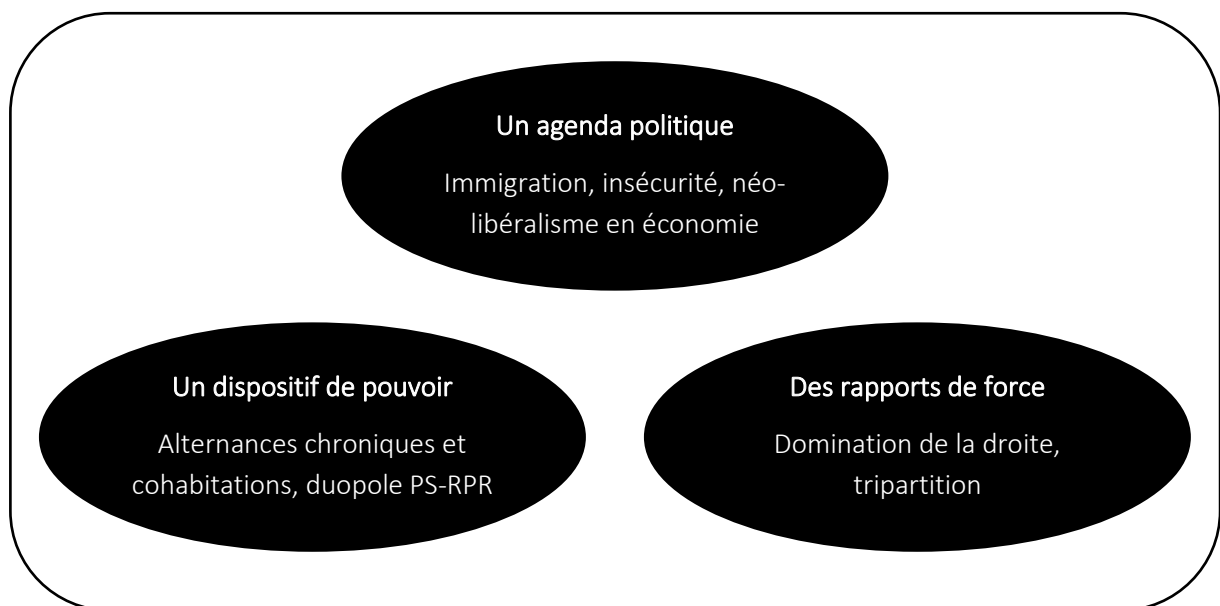 Un agenda politique
Immigration, insécurité, néo-
libéralisme en économie
Un dispositif de pouvoir
Alternances chroniques et
cohabitations, duopole PS-RPR
Des rapports de force
Domination de la droite,
tripartition